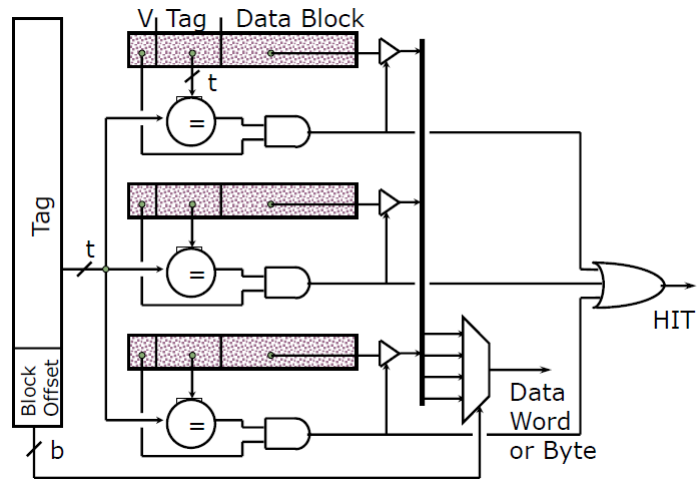 V Tag Data Block
t
=
Tag
t
=
HIT
Block
Offset
=
Data
Word
or Byte
b